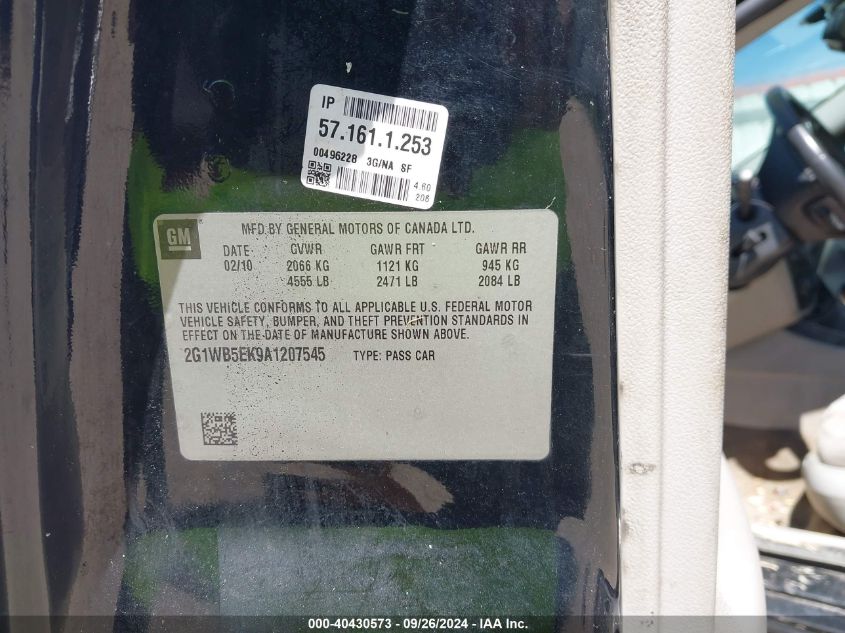 IP
57.161.1.253
00496228 3G/NA SF
4.60
206
GM
MFD BY GENERAL MOTORS OF CANADA LTD.
DATE GVWR GAWR FRT GAWR RR
02/10 2066 KG 1121 KG 945 KG
4555 LB 2471 LB 2084 LB
THIS VEHICLE CONFORMS TO ALL APPLICABLE U.S. FEDERAL MOTOR
VEHICLE SAFETY, BUMPER, AND THEFT PREVENTION STANDARDS IN
EFFECT ON THE DATE OF MANUFACTURE SHOWN ABOVE.
2G1WB5EK9A1207545 TYPE: PASS CAR
--- 40430573 - 09/26/2024 - IAA Inc. ---